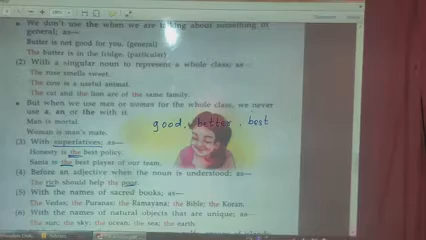 We don't use the when we are talking about something in
general; as—
Butter is not good for you. (general)
The butter is in the fridge. (particular)
(2) With a singular noun to represent a whole class; as—
The rose smells sweet.
The cow is a useful animal.
The cat and the lion are of the same family.
But when we use man or woman for the whole class, we never
use a, an or the with it.
Man is mortal.
Woman is man's mate.
good, better, best
(3) With superlatives; as—
Honesty is the best policy.
is the best player of our team.
(4) Before an adjective when the noun is understood; as—
The rich should help the poor.
(5) With the names of sacred books; as—
The Vedas; the Puranas; the Ramayana; the Bible; the Koran.
(6) With the names of natural objects that are unique; as—
The sun; the sky; the ocean; the sea; the earth.